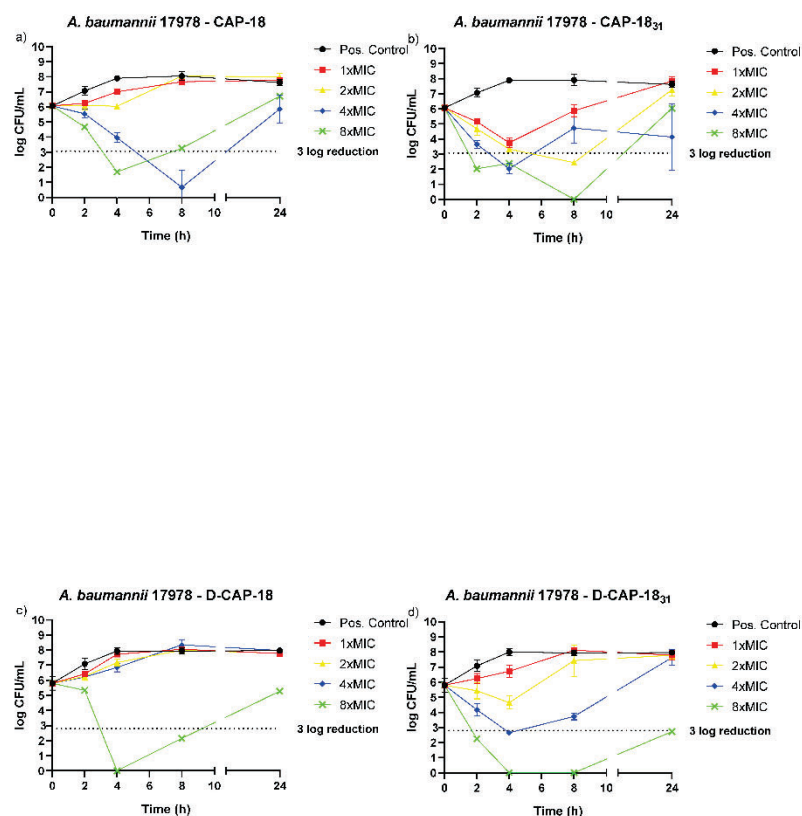 A. baumannii 17978 - CAP-18
a)
log CFU/mL
10
9
8
7
6
5
4
3
2
1
0
0 2 4 6 8 10 24
Time (h)
Pos. Control
1xMIC
2xMIC
4xMIC
8xMIC
3 log reduction
A. baumannii 17978 - CAP-18₃₁
b)
log CFU/mL
10
9
8
7
6
5
4
3
2
1
0
0 2 4 6 8 10 24
Time (h)
Pos. Control
1xMIC
2xMIC
4xMIC
8xMIC
3 log reduction
A. baumannii 17978 - D-CAP-18
c)
log CFU/mL
10
9
8
7
6
5
4
3
2
1
0
0 2 4 6 8 10 24
Time (h)
Pos. Control
1xMIC
2xMIC
4xMIC
8xMIC
3 log reduction
A. baumannii 17978 - D-CAP-18₃₁
d)
log CFU/mL
10
9
8
7
6
5
4
3
2
1
0
0 2 4 6 8 10 24
Time (h)
Pos. Control
1xMIC
2xMIC
4xMIC
8xMIC
3 log reduction